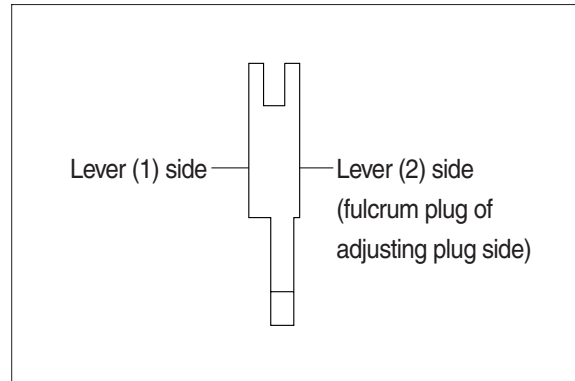 Lever (1) side
Lever (2) side
(fulcrum plug of
adjusting plug side)